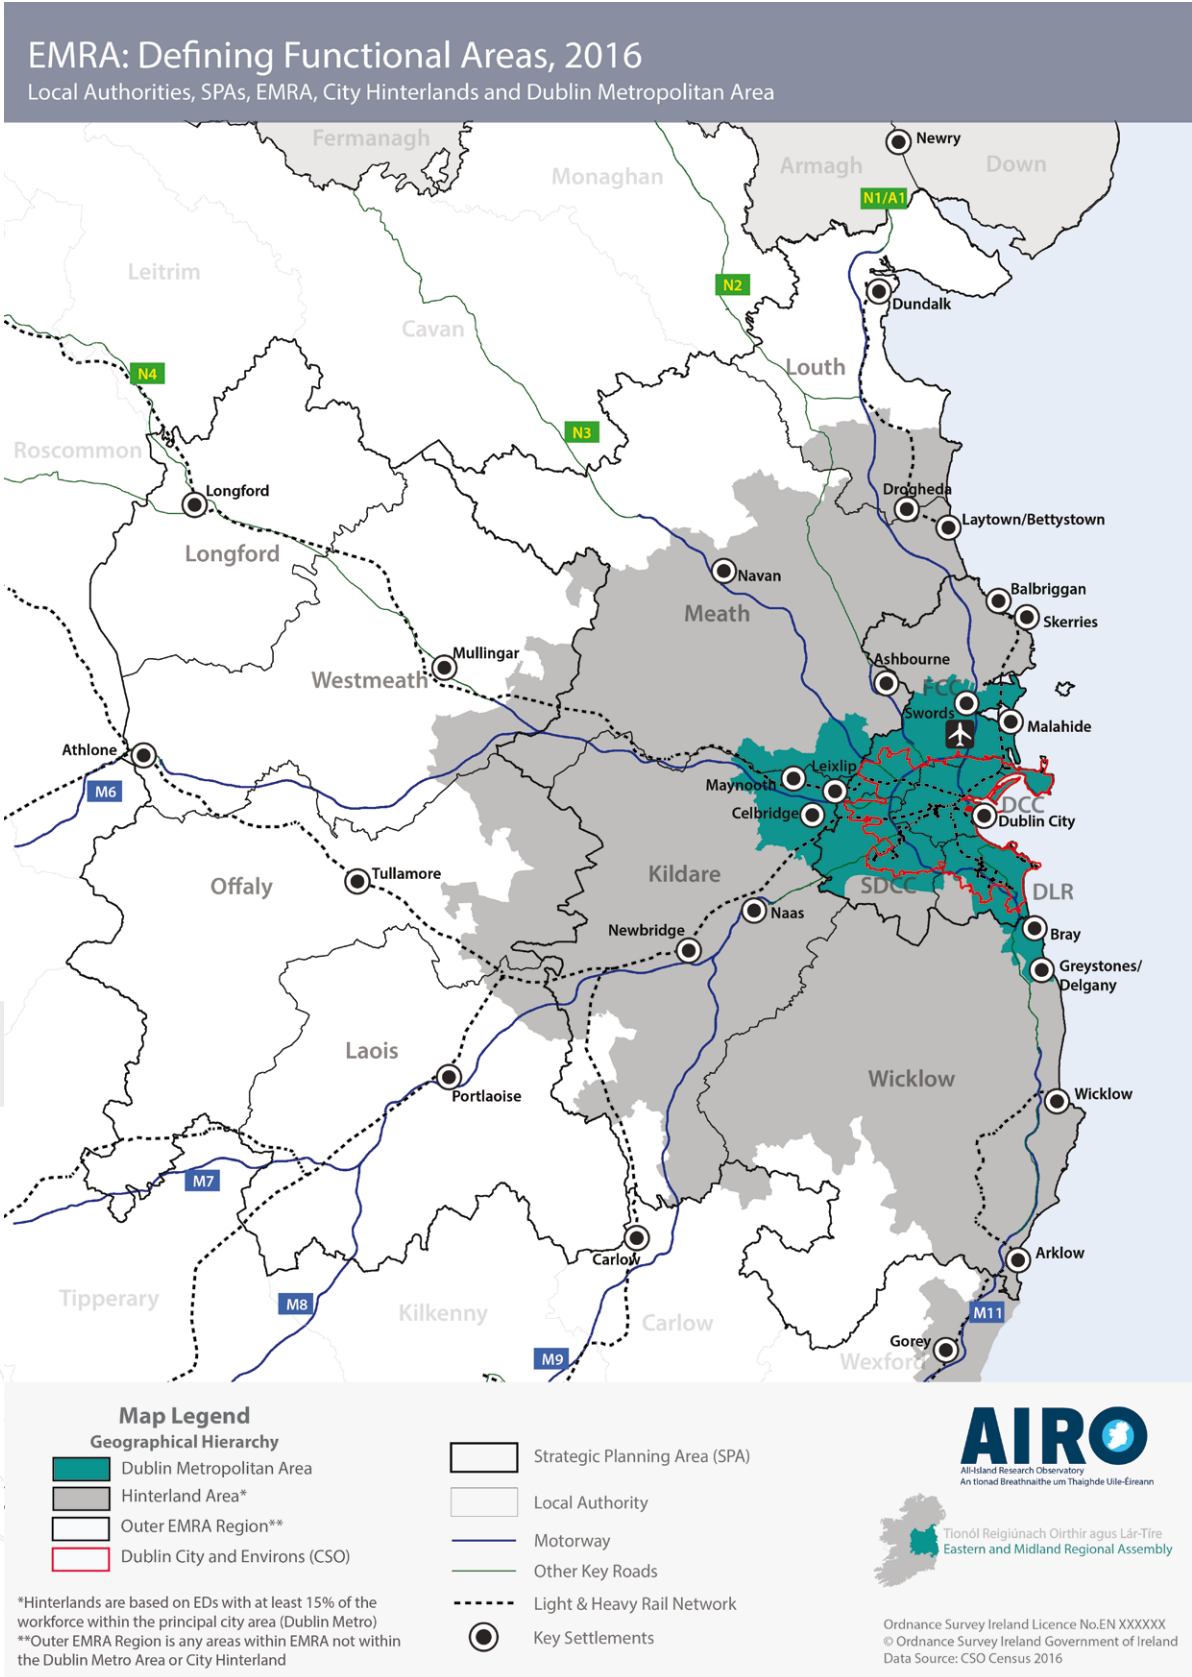 EMRA: Defining Functional Areas, 2016
Local Authorities, SPAs, EMRA, City Hinterlands and Dublin Metropolitan Area
Fermanagh
Newry
Armagh
Down
Monaghan
N1/A1
Leitrim
N2
Dundalk
Cavan
Louth
N4
N3
Roscommon
Longford
Drogheda
Laytown/Bettystown
Longford
Navan
Balbriggan
Meath
Skerries
Mullingar
Ashbourne
Westmeath
FCC
Swords
Malahide
Athlone
Leixlip
Maynooth
M6
DCC
Celbridge
Dublin City
Tullamore
Kildare
Offaly
SDCC
DLR
Naas
Newbridge
Bray
Greystones/
Delgany
Laois
Wicklow
Portlaoise
Wicklow
M7
Carlow
Arklow
Tipperary
M8
Kilkenny
Carlow
M11
Gorey
M9
Wexford
Map Legend
Geographical Hierarchy
Dublin Metropolitan Area
Hinterland Area*
Outer EMRA Region**
Dublin City and Environs (CSO)
*Hinterlands are based on EDs with at least 15% of the
workforce within the principal city area (Dublin Metro)
**Outer EMRA Region is any areas within EMRA not within
the Dublin Metro Area or City Hinterland
Strategic Planning Area (SPA)
Local Authority
Motorway
Other Key Roads
Light & Heavy Rail Network
Key Settlements
AIRO
All-Island Research Observatory
An tionad Breathnaithe um Thaighde Uile-Éireann
Tionól Reigiúnach Oirthir agus Lár-Tíre
Eastern and Midland Regional Assembly
Ordnance Survey Ireland Licence No.EN XXXXXX
© Ordnance Survey Ireland Government of Ireland
Data Source: CSO Census 2016